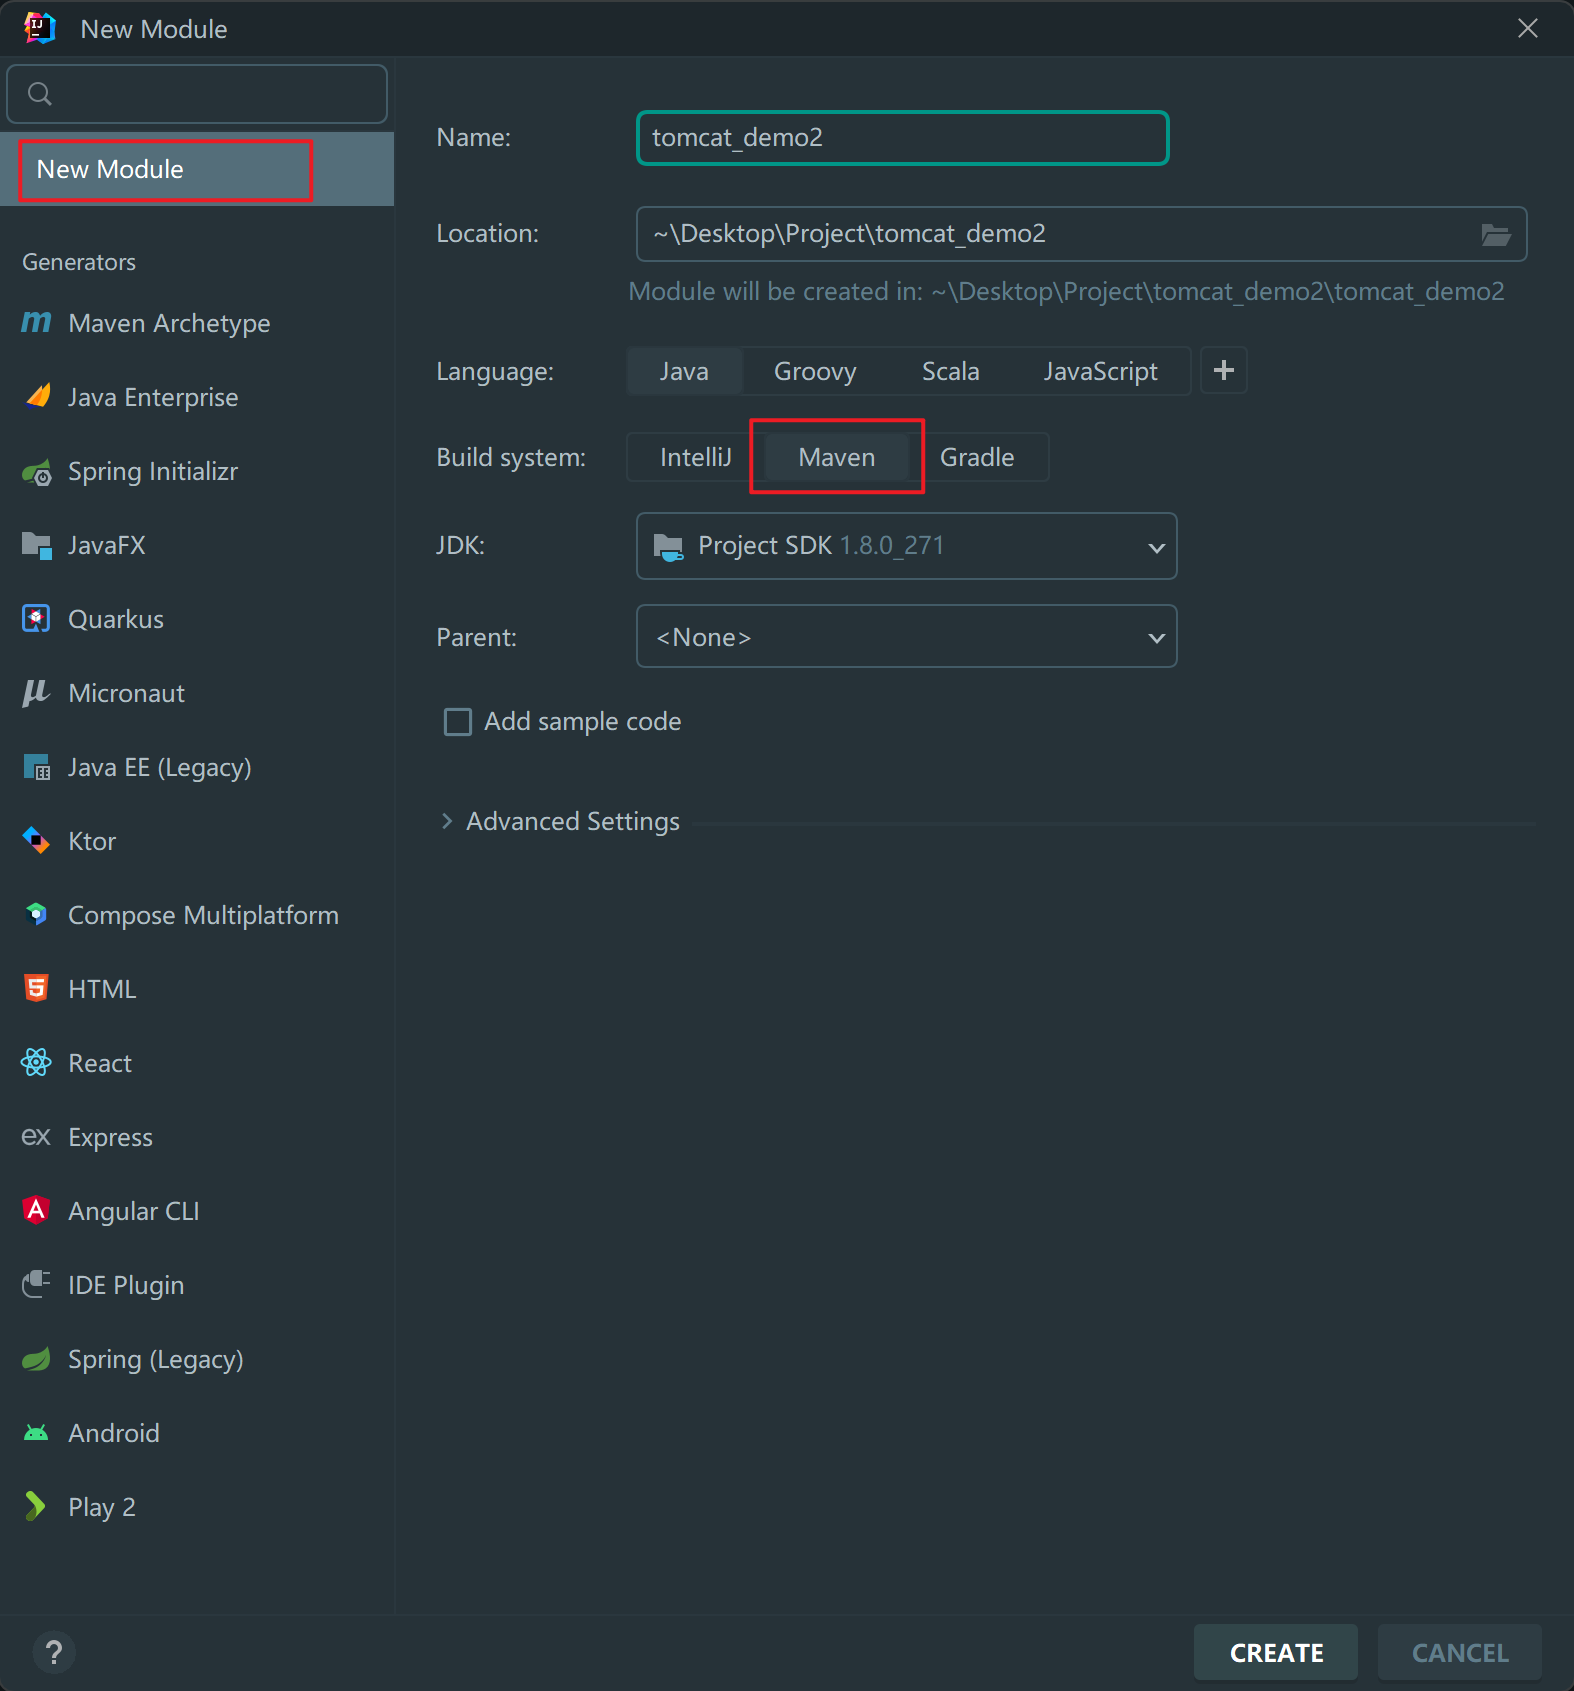 New Module
New Module
Generators
Maven Archetype
Java Enterprise
Spring Initializr
JavaFX
Quarkus
Micronaut
Java EE (Legacy)
Ktor
Compose Multiplatform
HTML
React
ex Express
Angular CLI
IDE Plugin
Spring (Legacy)
Android
Play 2
Name: tomcat_demo2
Location: ~\Desktop\Project\tomcat_demo2
Module will be created in: ~\Desktop\Project\tomcat_demo2\tomcat_demo2
Language: Java Groovy Scala JavaScript +
Build system: IntelliJ Maven Gradle
JDK: Project SDK 1.8.0_271
Parent: <None>
Add sample code
Advanced Settings
? CREATE CANCEL